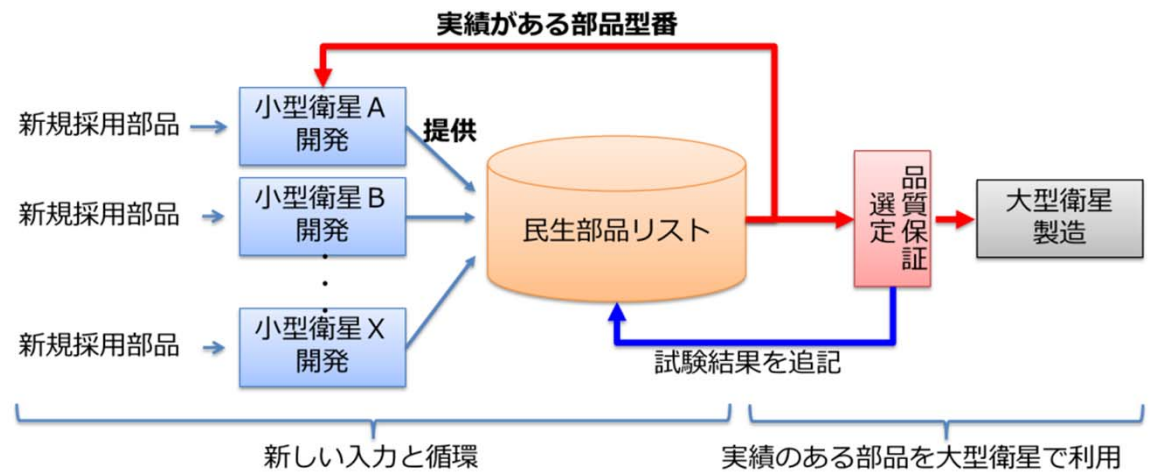 実績がある部品型番
新規採用部品
小型衛星A
開発
提供
新規採用部品
小型衛星B
開発
・
・
・
新規採用部品
小型衛星X
開発
民生部品リスト
品質保証
選定
大型衛星
製造
試験結果を追記
新しい入力と循環
実績のある部品を大型衛星で利用